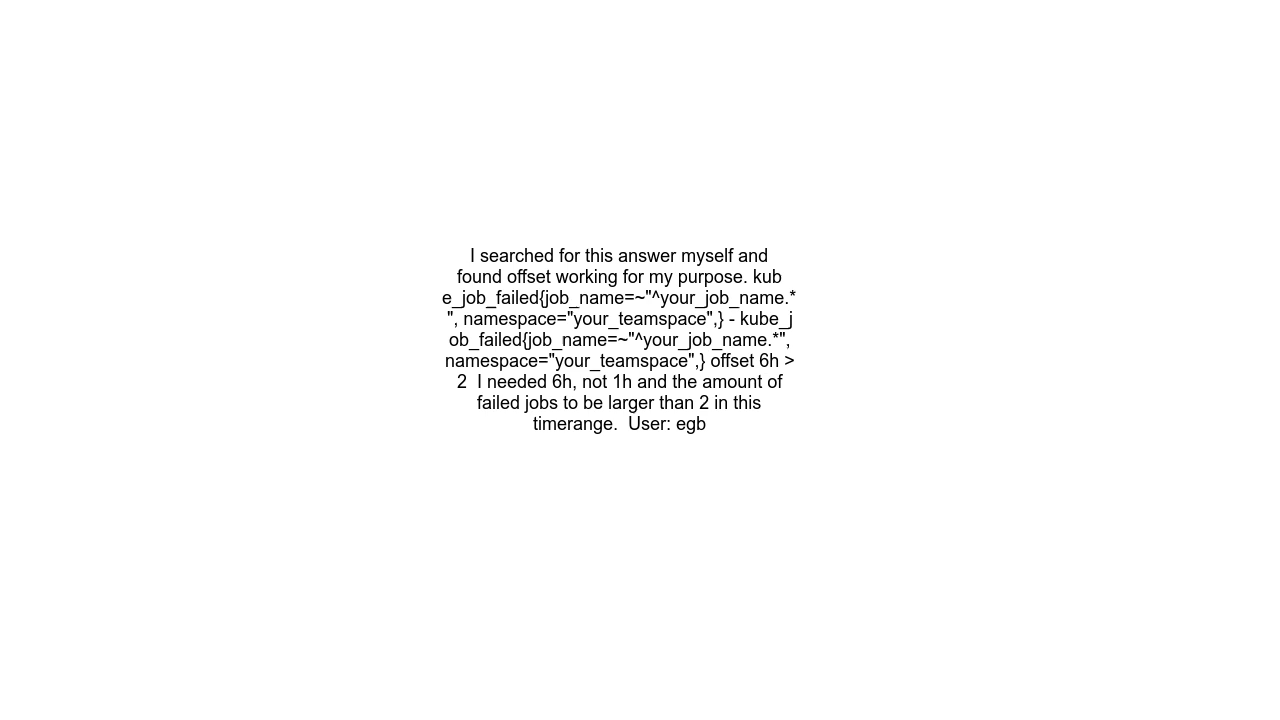 I searched for this answer myself and
found offset working for my purpose. kub
e_job_failed{job_name=~"^your_job_name.*
", namespace="your_teamspace",} - kube_j
ob_failed{job_name=~"^your_job_name.*",
namespace="your_teamspace",} offset 6h >
2  I needed 6h, not 1h and the amount of
failed jobs to be larger than 2 in this
timerange.  User: egb